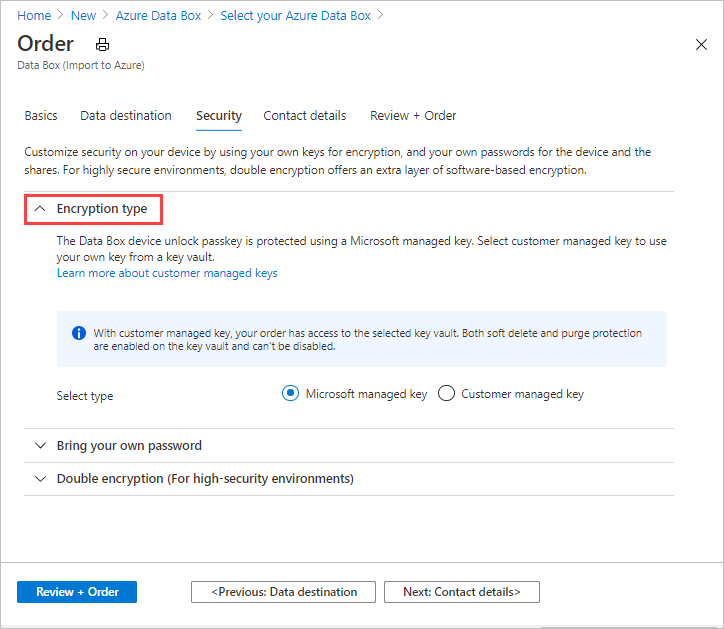 Home > New > Azure Data Box > Select your Azure Data Box >
Order
Data Box (Import to Azure)
Basics Data destination Security Contact details Review + Order
Customize security on your device by using your own keys for encryption, and your own passwords for the device and the
shares. For highly secure environments, double encryption offers an extra layer of software-based encryption.
Encryption type
The Data Box device unlock passkey is protected using a Microsoft managed key. Select customer managed key to use
your own key from a key vault.
Learn more about customer managed keys
With customer managed key, your order has access to the selected key vault. Both soft delete and purge protection
are enabled on the key vault and can't be disabled.
Select type Microsoft managed key Customer managed key
Bring your own password
Double encryption (For high-security environments)
Review + Order <Previous: Data destination Next: Contact details>